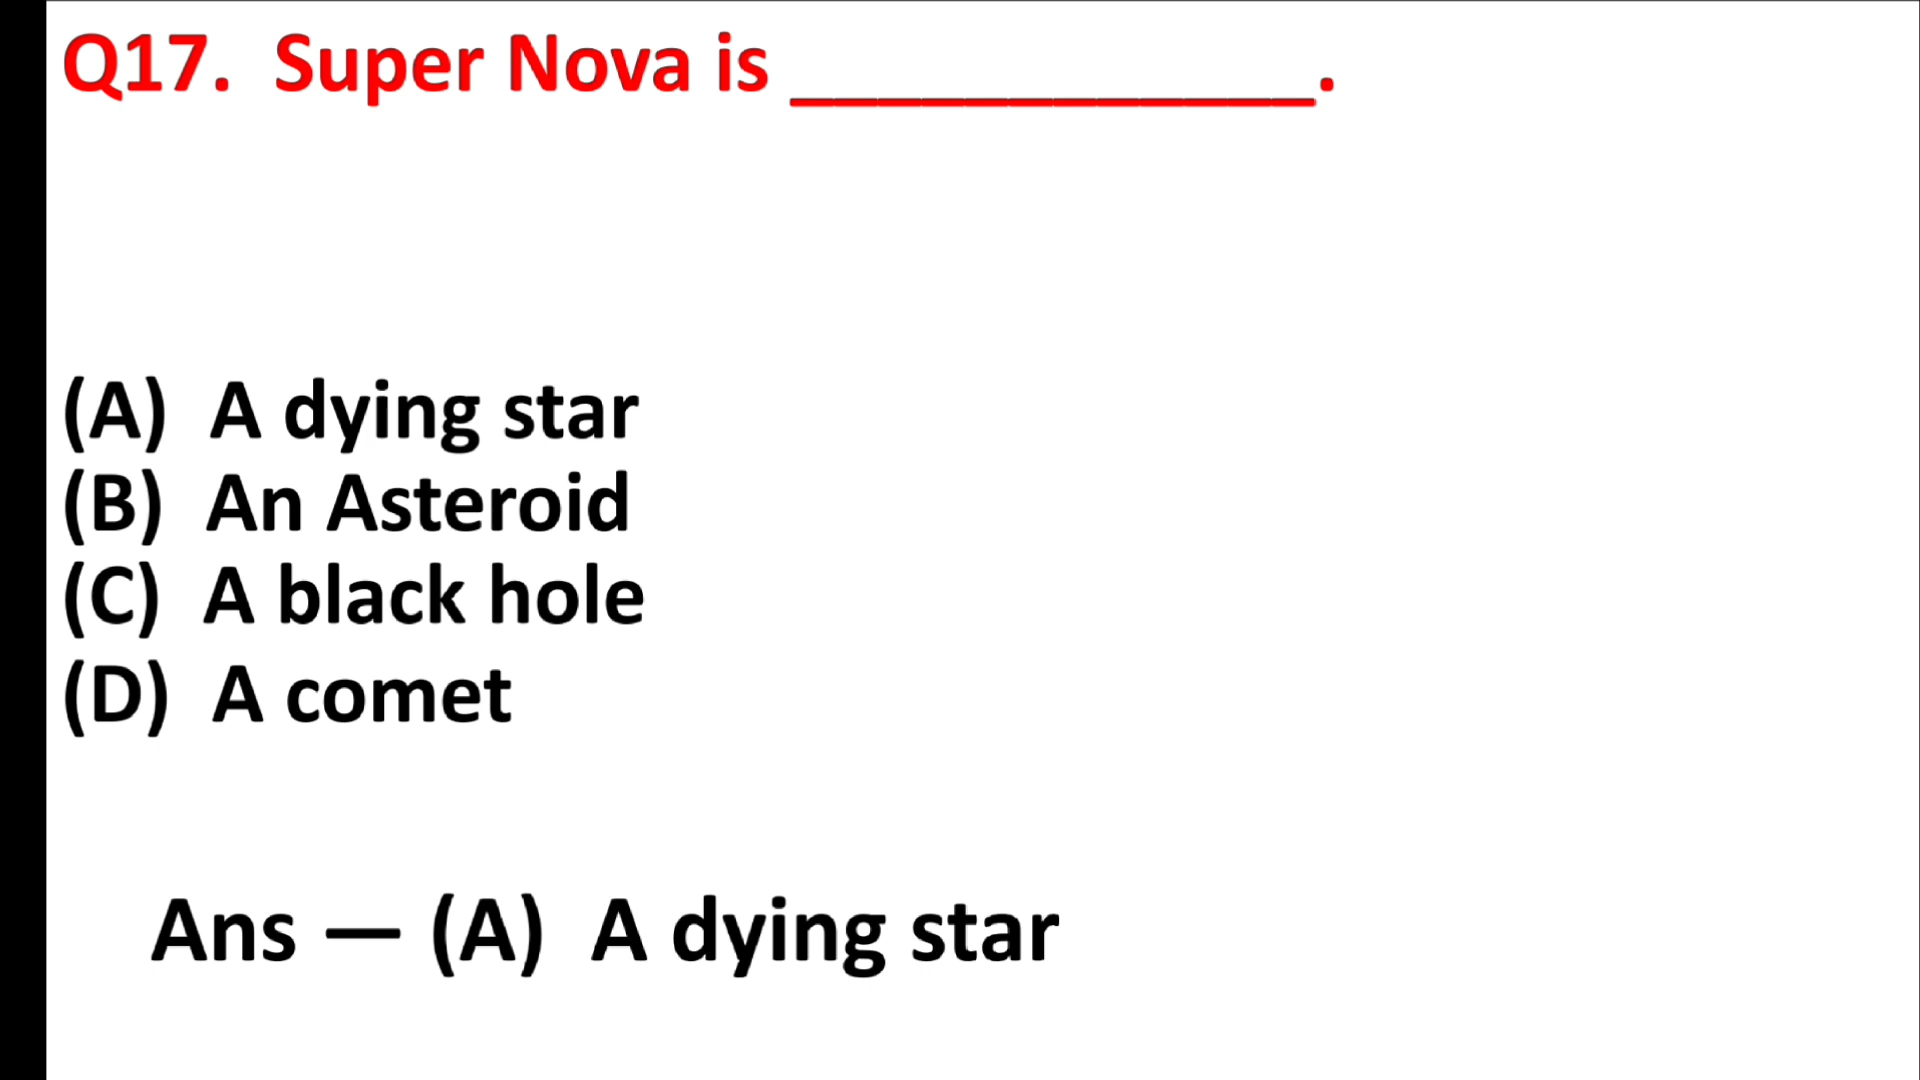 Q17. Super Nova is ____________.
(A) A dying star
(B) An Asteroid
(C) A black hole
(D) A comet
Ans — (A) A dying star